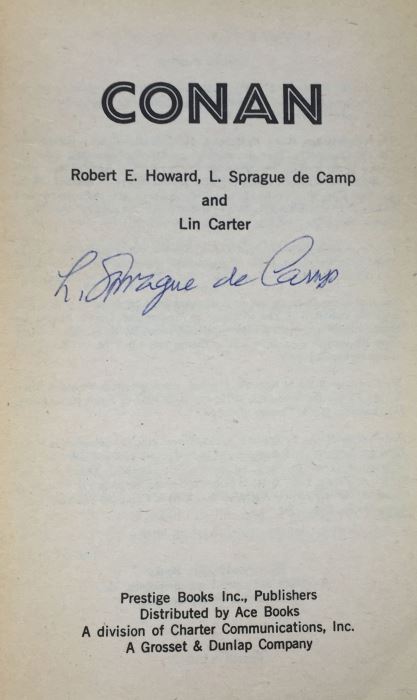 CONAN
Robert E. Howard, L. Sprague de Camp
and
Lin Carter
L. Sprague de Camp
Prestige Books Inc., Publishers
Distributed by Ace Books
A division of Charter Communications, Inc.
A Grosset & Dunlap Company